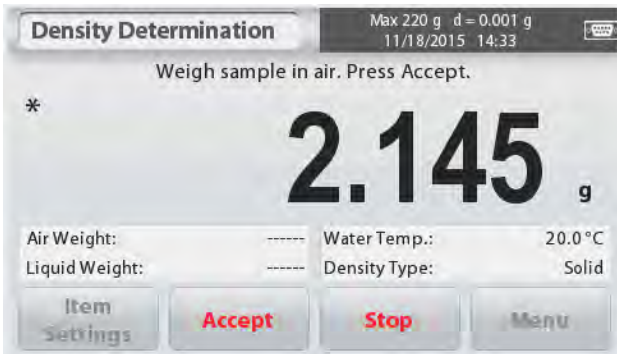 Density Determination
Max 220 g d = 0.001 g
11/18/2015 14:33
Weigh sample in air. Press Accept.
*
2.145 g
Air Weight: ------ Water Temp.: 20.0°C
Liquid Weight: ------ Density Type: Solid
Item Settings
Accept
Stop
Menu